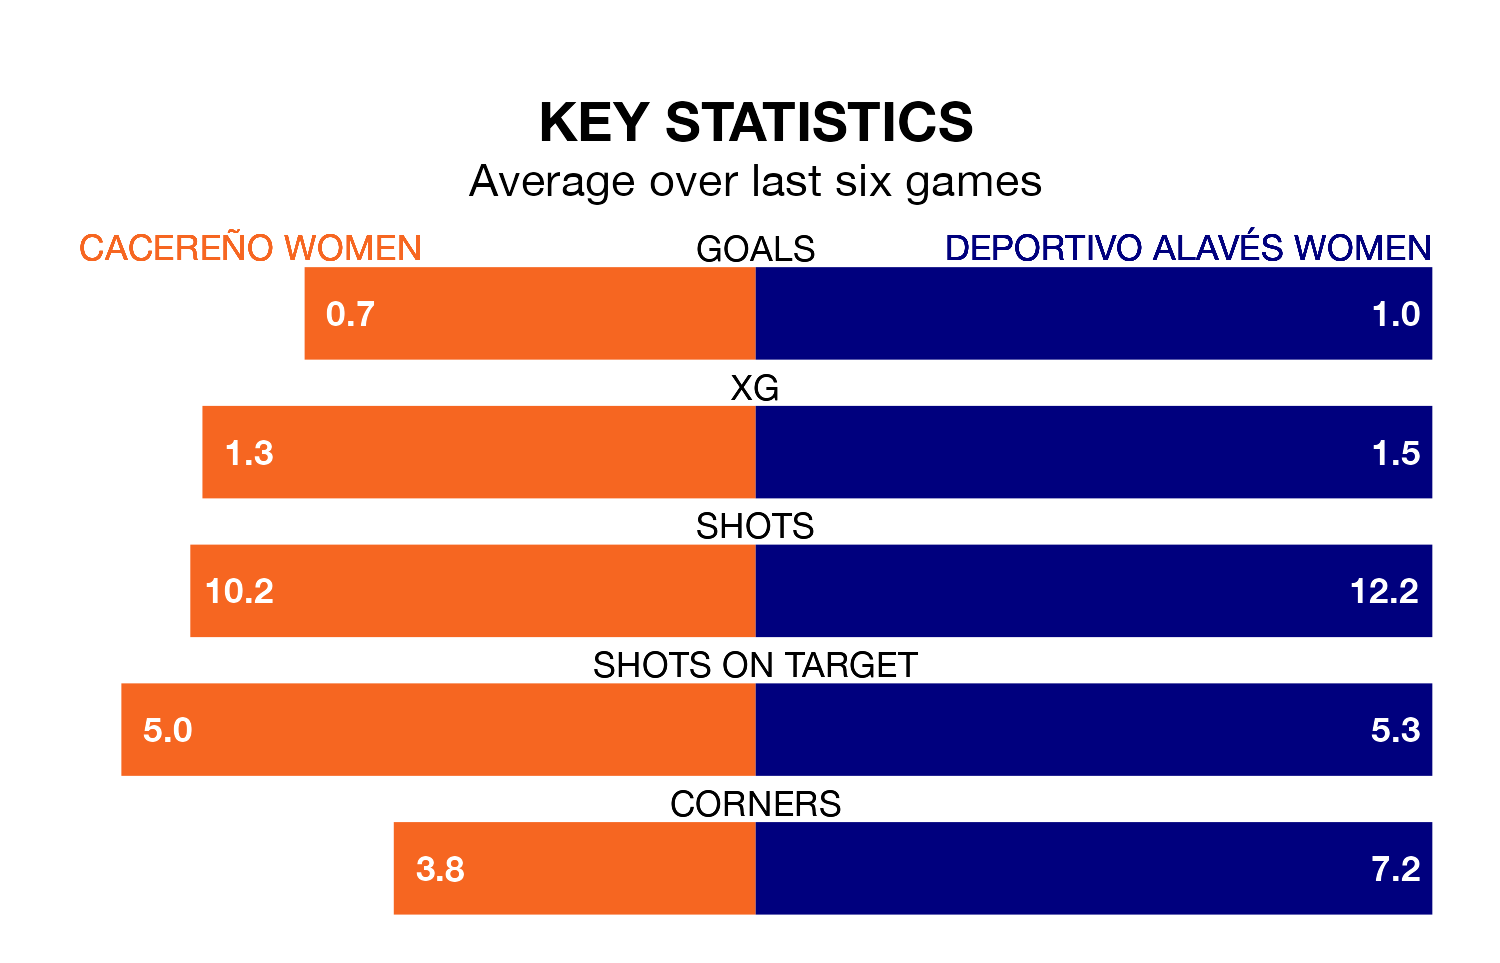 KEY STATISTICS
Average over last six games
CACEREÑO WOMEN GOALS DEPORTIVO ALAVÉS WOMEN
0.7 1.0
XG
1.3 1.5
SHOTS
10.2 12.2
SHOTS ON TARGET
5.0 5.3
CORNERS
3.8 7.2